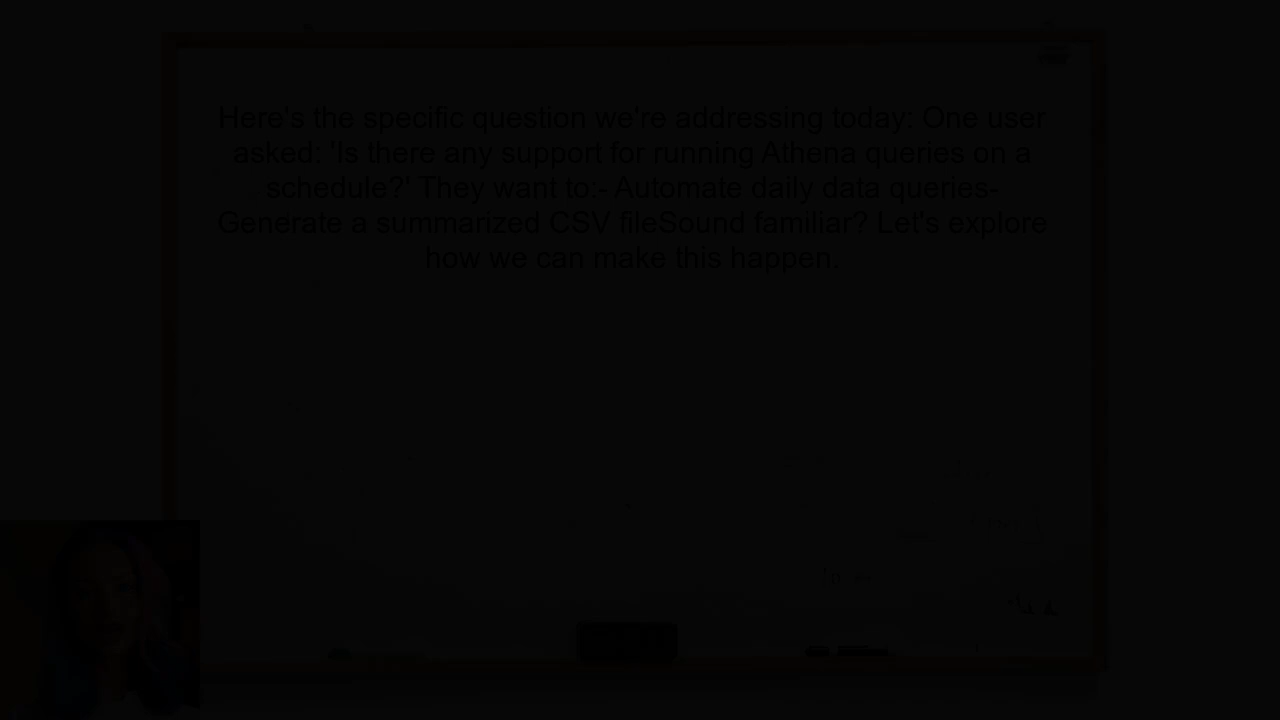 Here's the specific question we're addressing today: One user
asked: 'Is there any support for running Athena queries on a
schedule?' They want to:- Automate daily data queries-
Generate a summarized CSV fileSound familiar? Let's explore
how we can make this happen.